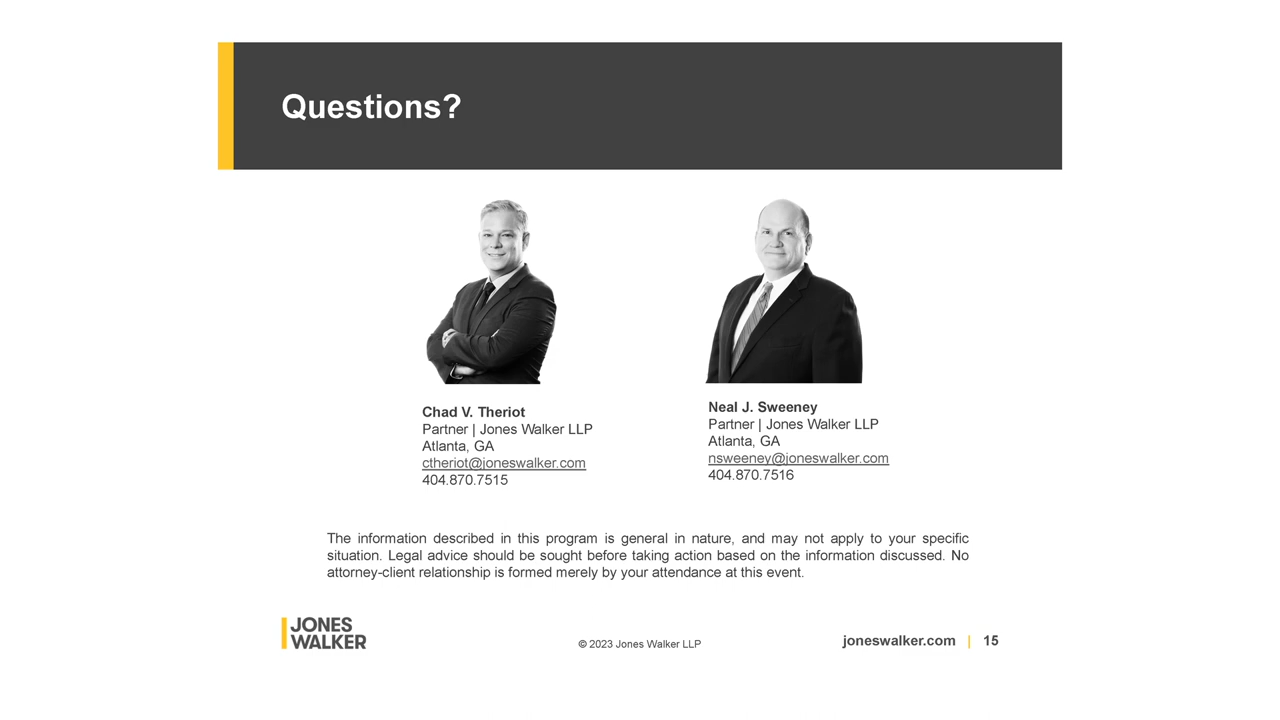 Questions?
Chad V. Theriot
Partner | Jones Walker LLP
Atlanta, GA
ctheriot@joneswalker.com
404.870.7515
Neal J. Sweeney
Partner | Jones Walker LLP
Atlanta, GA
nsweeney@joneswalker.com
404.870.7516
The information described in this program is general in nature, and may not apply to your specific
situation. Legal advice should be sought before taking action based on the information discussed. No
attorney-client relationship is formed merely by your attendance at this event.
JONES
WALKER
© 2023 Jones Walker LLP
joneswalker.com | 15